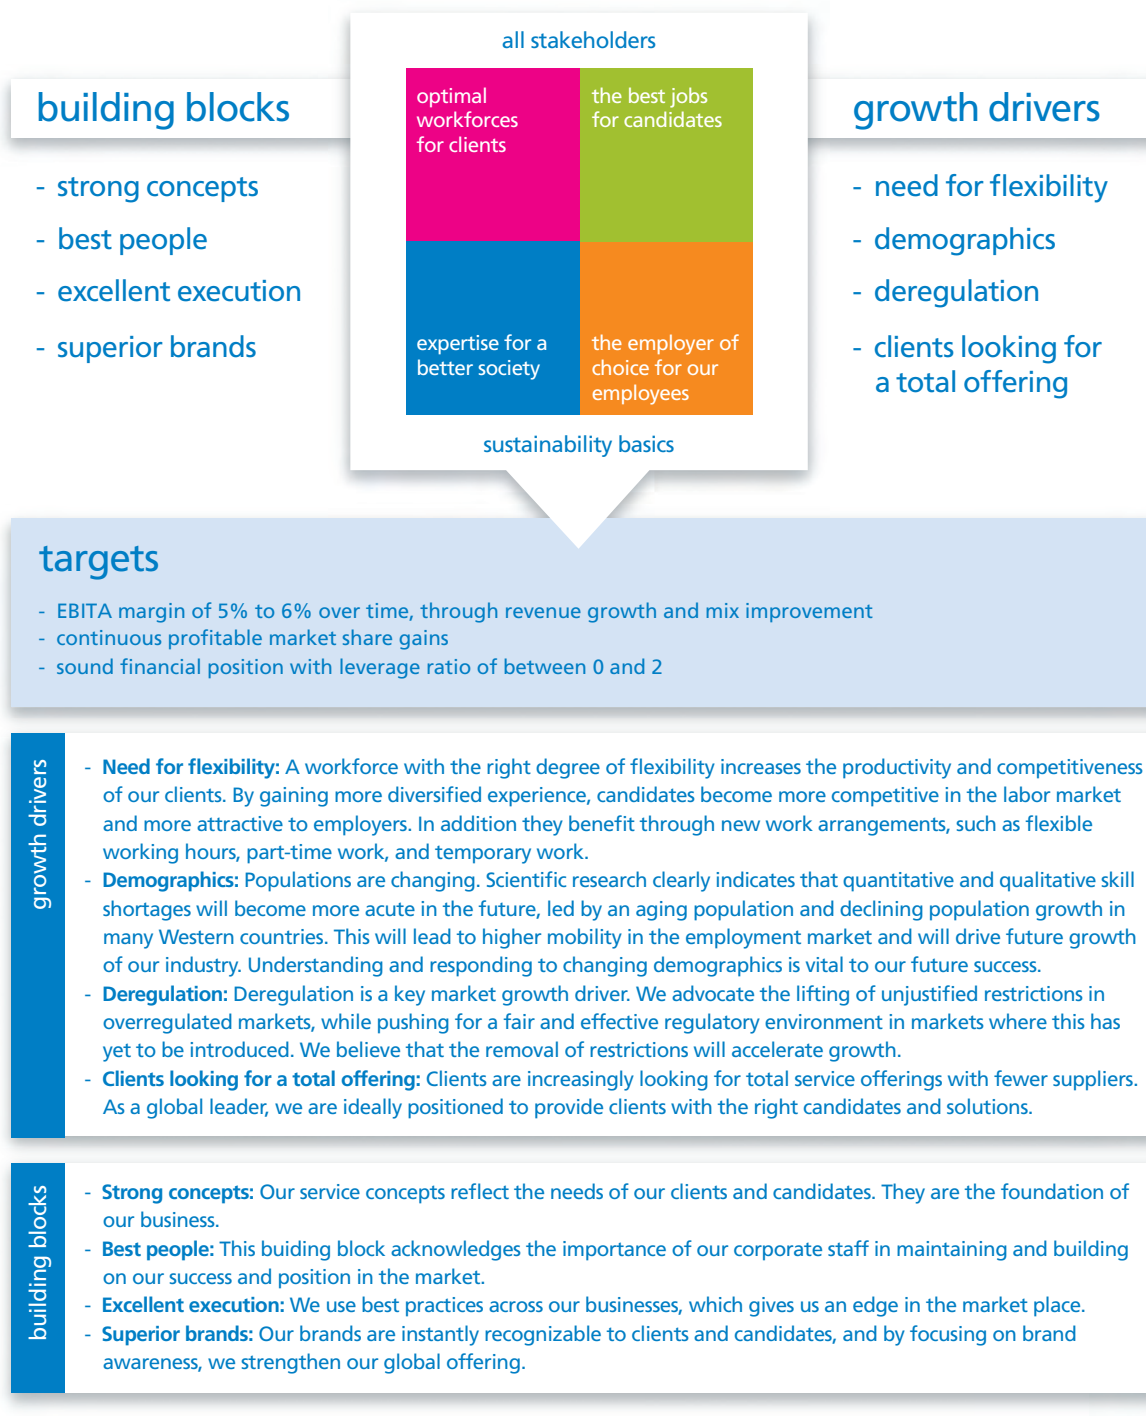 all stakeholders
building blocks
- strong concepts
- best people
- excellent execution
- superior brands
optimal
workforces
for clients
the best jobs
for candidates
expertise for a
better society
the employer of
choice for our
employees
sustainability basics
growth drivers
- need for flexibility
- demographics
- deregulation
- clients looking for
a total offering
targets
- EBITA margin of 5% to 6% over time, through revenue growth and mix improvement
- continuous profitable market share gains
- sound financial position with leverage ratio of between 0 and 2
growth drivers
- Need for flexibility: A workforce with the right degree of flexibility increases the productivity and competitiveness
of our clients. By gaining more diversified experience, candidates become more competitive in the labor market
and more attractive to employers. In addition they benefit through new work arrangements, such as flexible
working hours, part-time work, and temporary work.
- Demographics: Populations are changing. Scientific research clearly indicates that quantitative and qualitative skill
shortages will become more acute in the future, led by an aging population and declining population growth in
many Western countries. This will lead to higher mobility in the employment market and will drive future growth
of our industry. Understanding and responding to changing demographics is vital to our future success.
- Deregulation: Deregulation is a key market growth driver. We advocate the lifting of unjustified restrictions in
overregulated markets, while pushing for a fair and effective regulatory environment in markets where this has
yet to be introduced. We believe that the removal of restrictions will accelerate growth.
- Clients looking for a total offering: Clients are increasingly looking for total service offerings with fewer suppliers.
As a global leader, we are ideally positioned to provide clients with the right candidates and solutions.
building blocks
- Strong concepts: Our service concepts reflect the needs of our clients and candidates. They are the foundation of
our business.
- Best people: This buiding block acknowledges the importance of our corporate staff in maintaining and building
on our success and position in the market.
- Excellent execution: We use best practices across our businesses, which gives us an edge in the market place.
- Superior brands: Our brands are instantly recognizable to clients and candidates, and by focusing on brand
awareness, we strengthen our global offering.